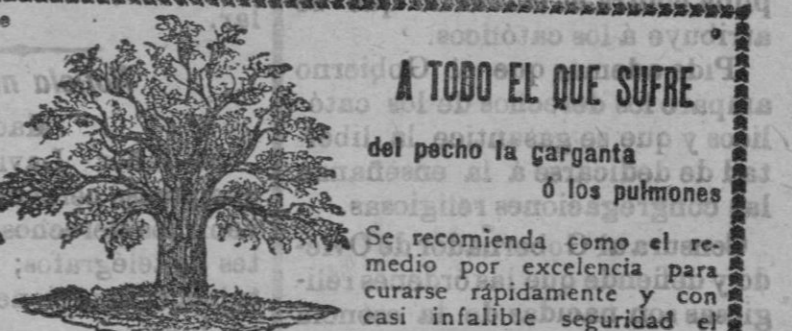 A TODO EL QUE SUFRE
del pecho la garganta
ó los pulmones
Se recomienda como el re-
medio por excelencia para
curarse rápidamente y con
casi infalible seguridad el